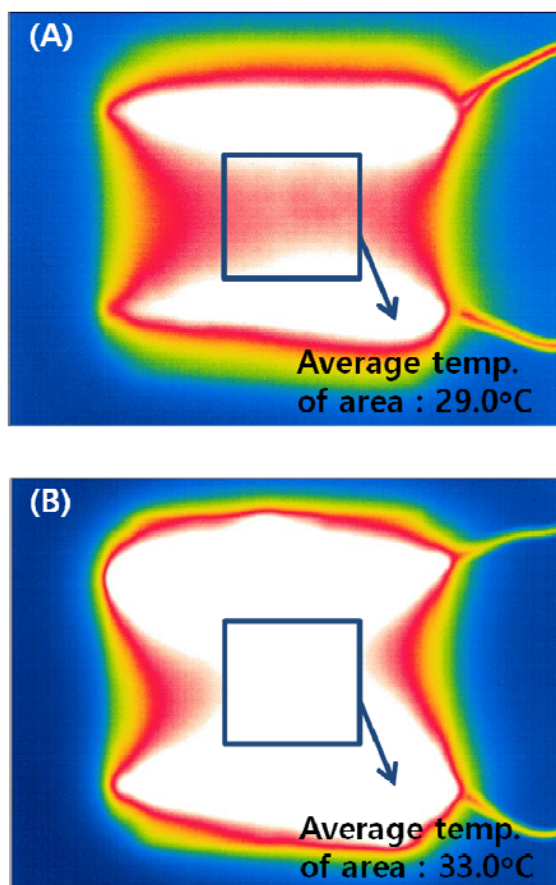 (A)
Average temp.
of area : 29.0°C
(B)
Average temp.
of area : 33.0°C